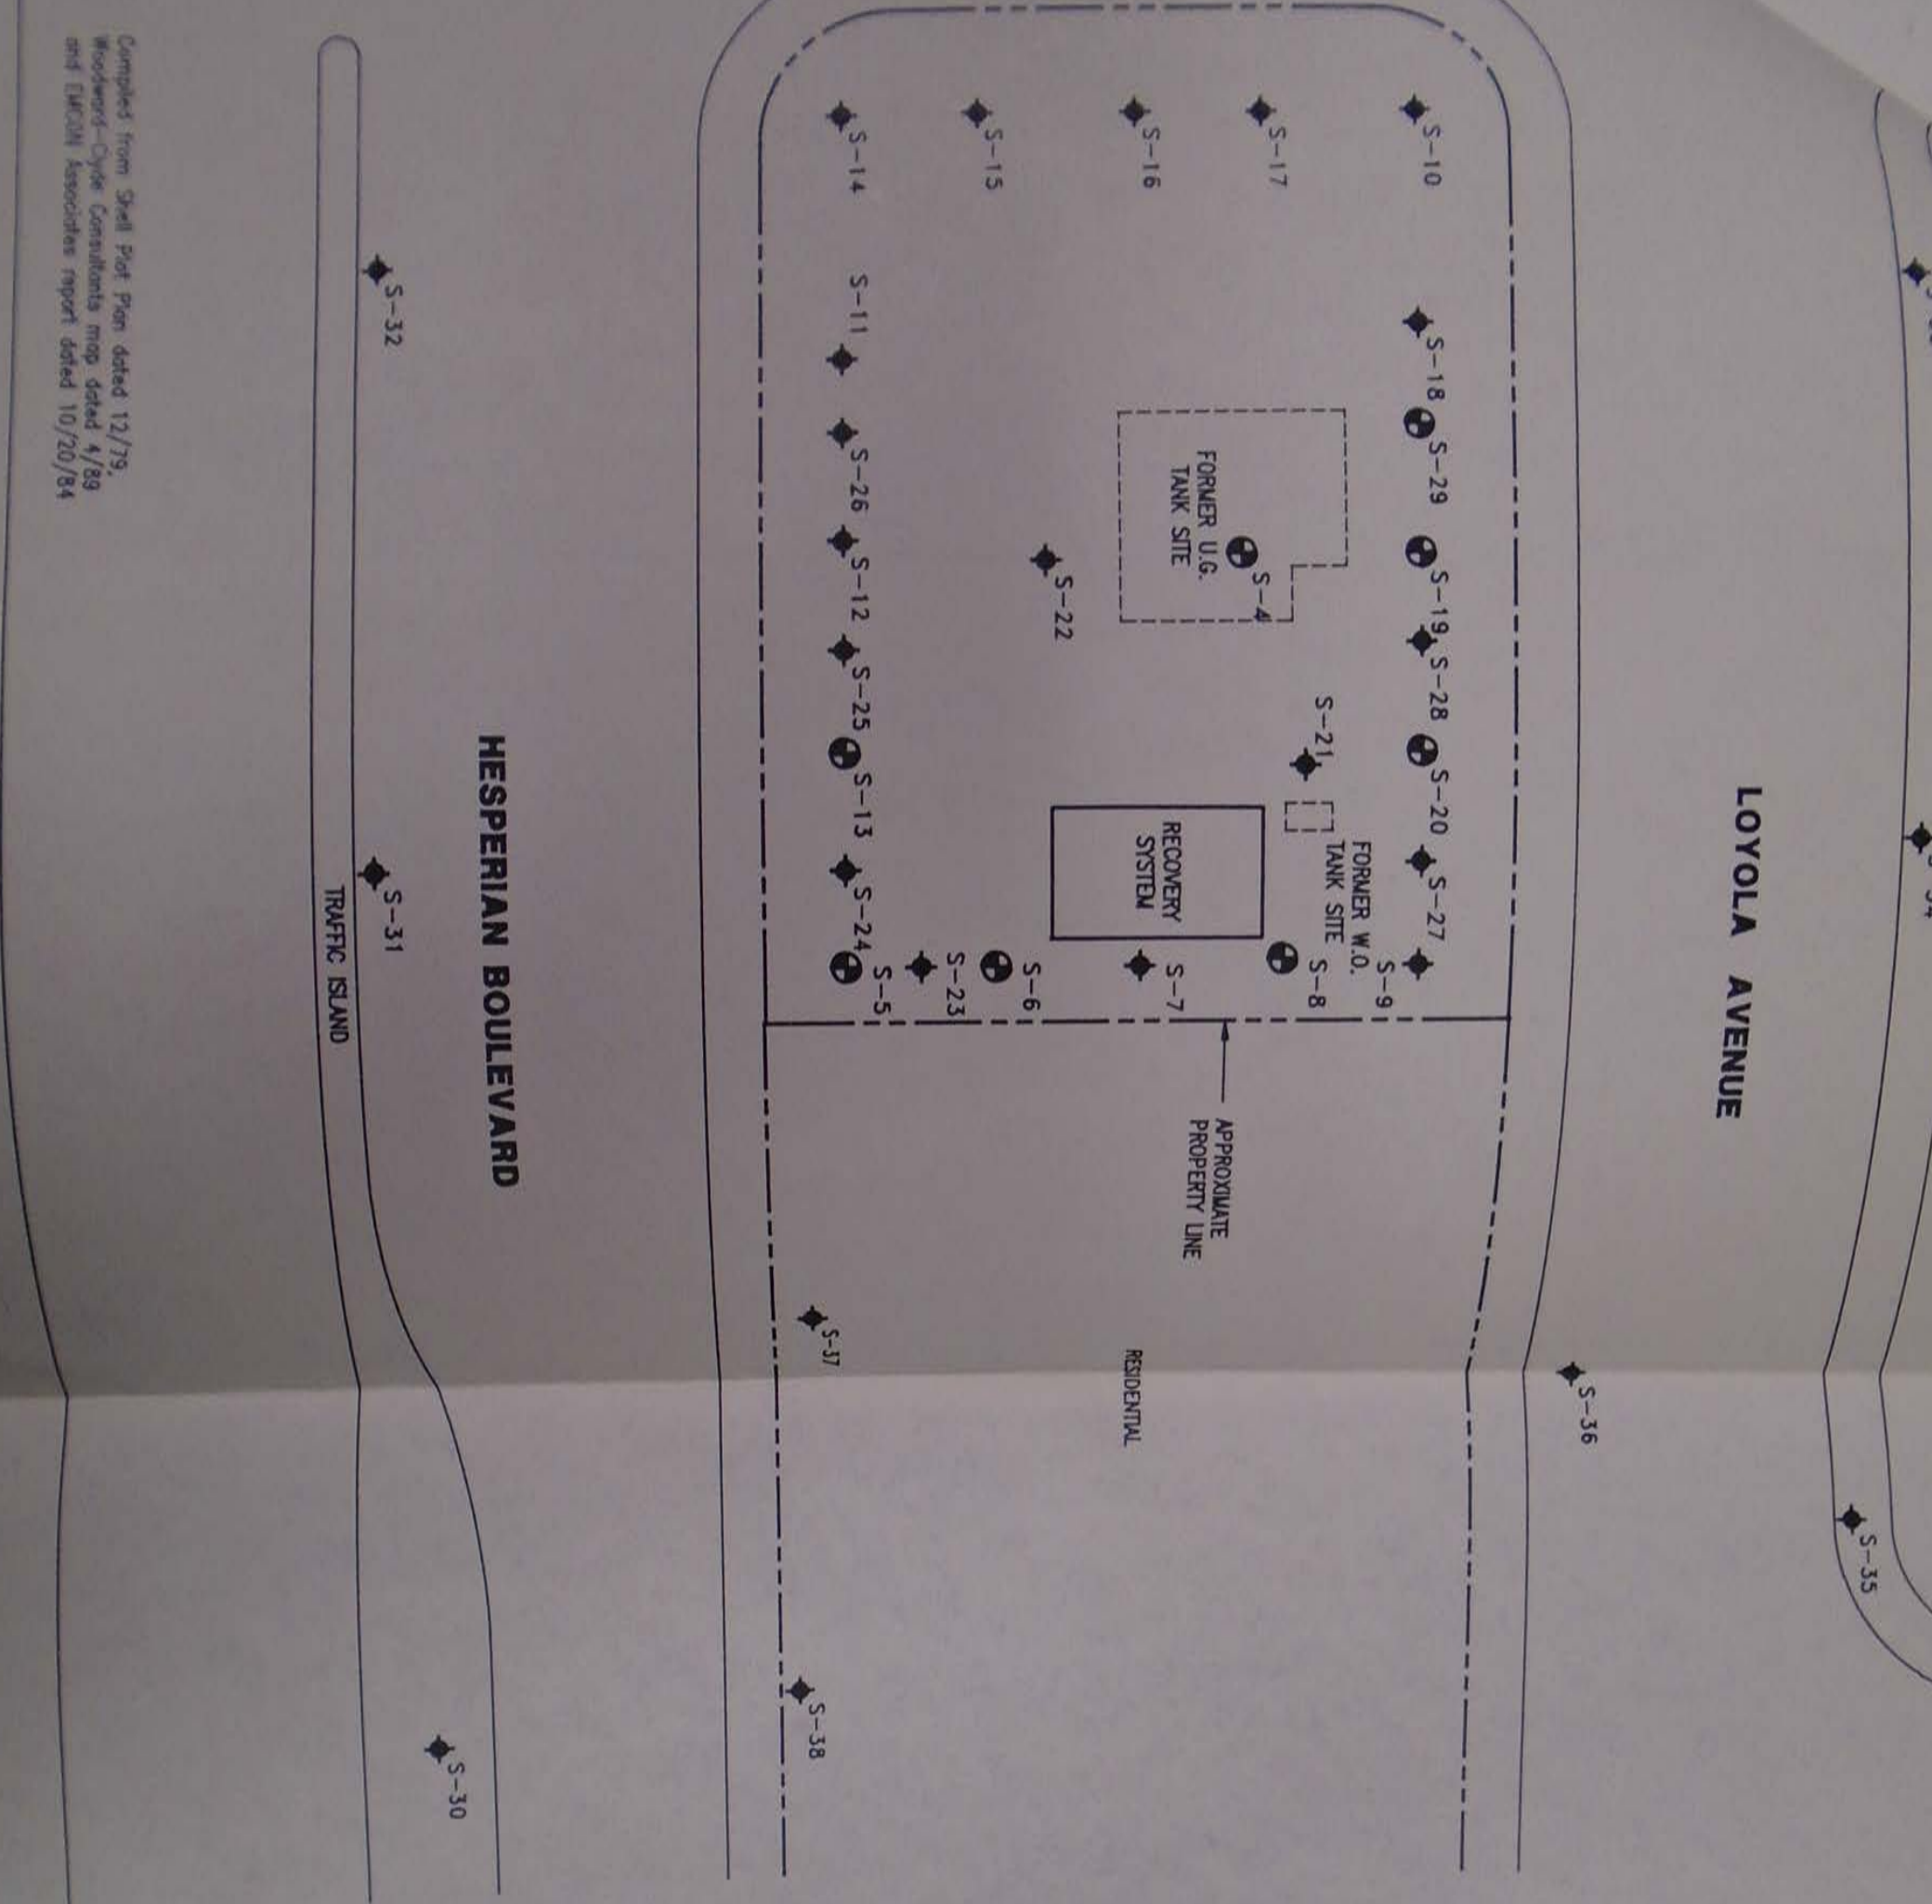 LOYOLA AVENUE
S-35
S-36
S-10
S-18
S-29
S-19
S-28
S-20
S-27
S-9
S-17
S-16
S-15
S-14
FORMER U.G.
TANK SITE
S-4
S-21
FORMER W.O.
TANK SITE
S-8
RECOVERY
SYSTEM
S-7
S-22
S-6
S-23
S-5
S-11
S-26
S-12
S-25
S-13
S-24
APPROXIMATE
PROPERTY LINE
RESIDENTIAL
S-37
S-38
HESPERIAN BOULEVARD
S-32
S-31
S-30
TRAFFIC ISLAND
Compiled from Shell Plot Plan dated 12/79,
Woodward-Clyde Consultants map dated 4/89
and EMCON Associates report dated 10/20/84